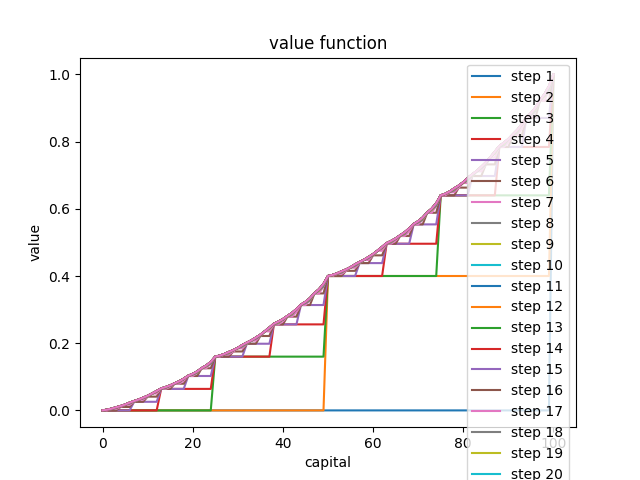 value function
1.0
0.8
0.6
0.4
0.2
0.0
value
0
20
40
60
80
100
capital
step 1
step 2
step 3
step 4
step 5
step 6
step 7
step 8
step 9
step 10
step 11
step 12
step 13
step 14
step 15
step 16
step 17
step 18
step 19
step 20